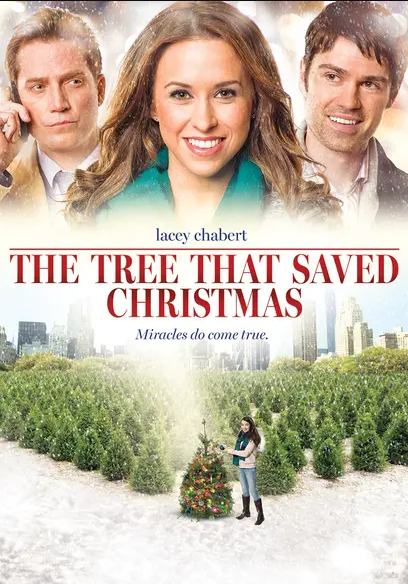 lacey chabert
THE TREE THAT SAVED
CHRISTMAS
Miracles do come true.